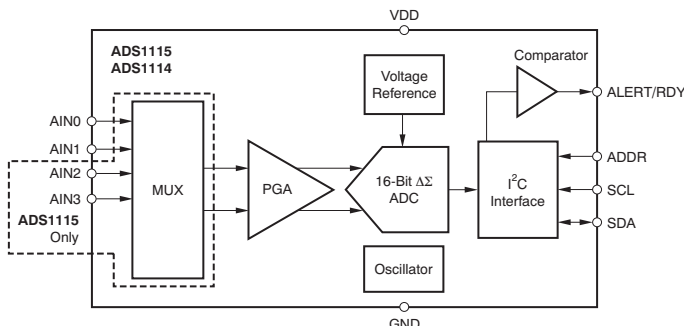 VDD
ADS1115
ADS1114
Comparator
Voltage
Reference
ALERT/RDY
AIN0
AIN1
AIN2
AIN3
ADS1115
Only
MUX
PGA
16-Bit ΔΣ
ADC
I²C
Interface
ADDR
SCL
SDA
Oscillator
GND